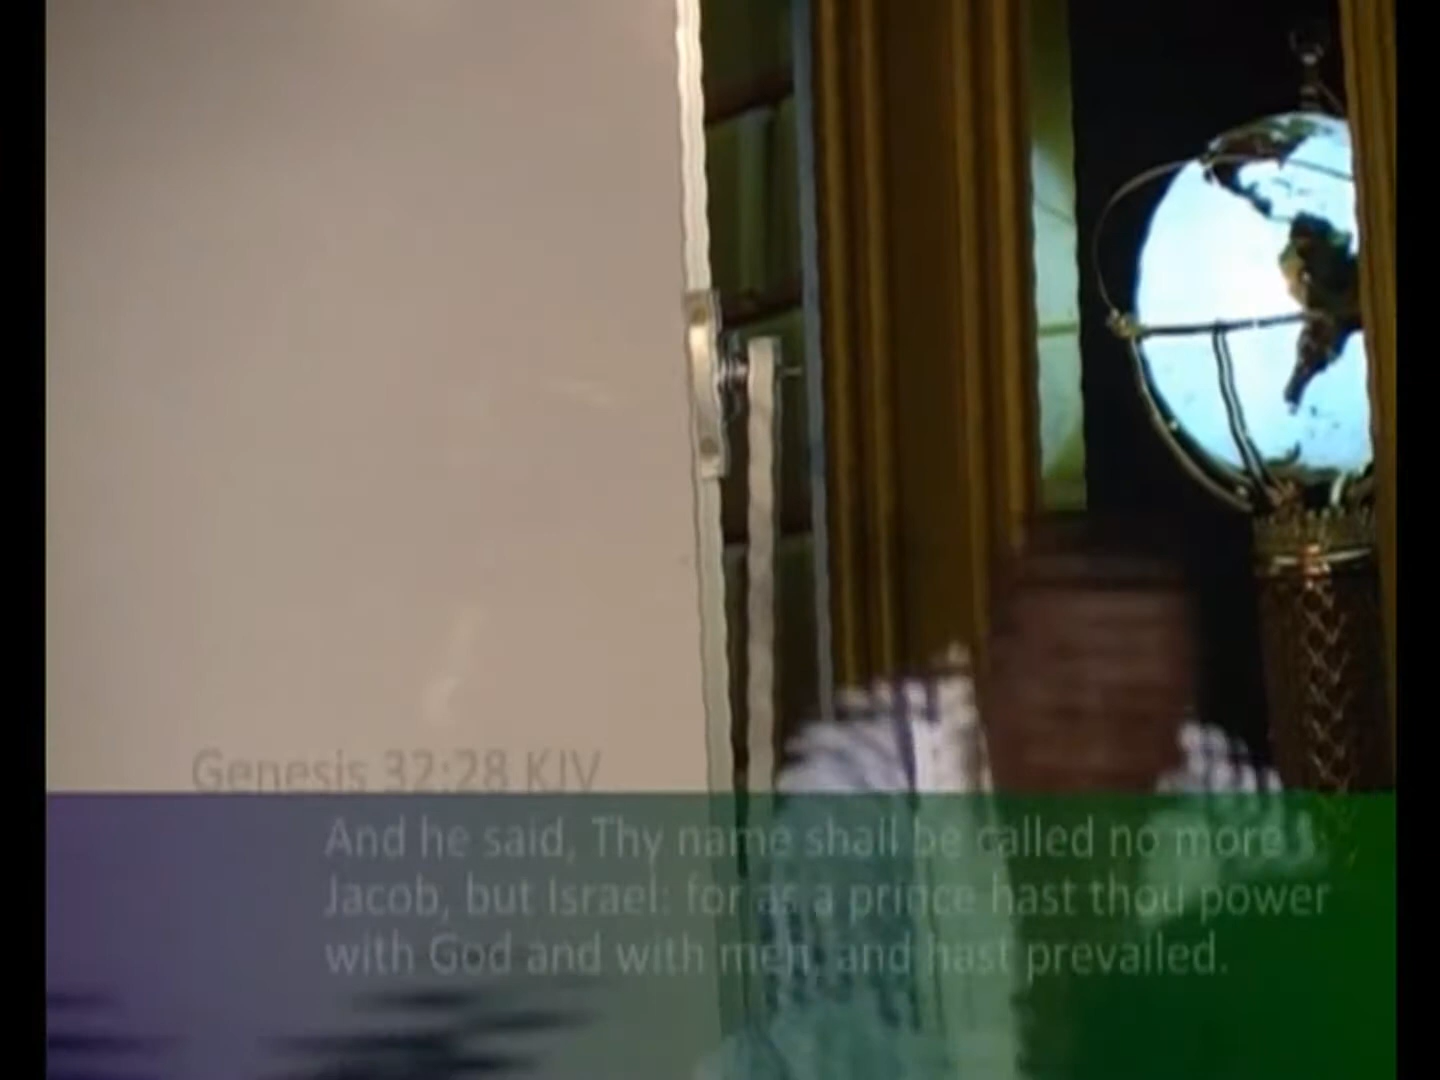 Genesis 32:28 KJV
And he said, Thy name shall be called no more
Jacob, but Israel: for as a prince hast thou power
with God and with men, and hast prevailed.